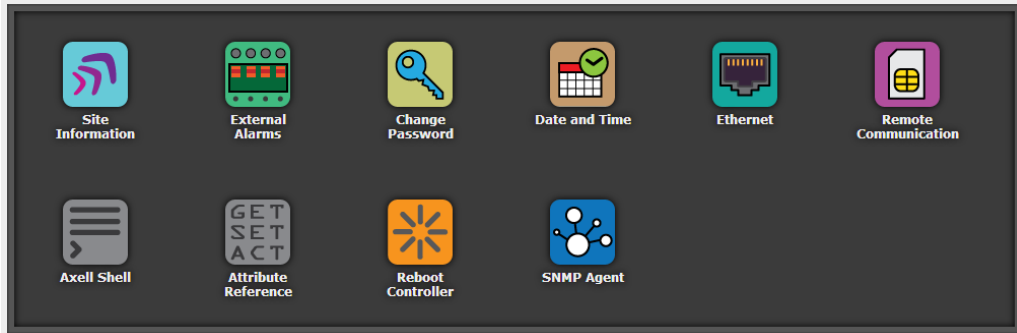 Site
Information
External
Alarms
Change
Password
Date and Time
Ethernet
Remote
Communication
GET
SET
ACT
Axell Shell
Attribute
Reference
Reboot
Controller
SNMP Agent